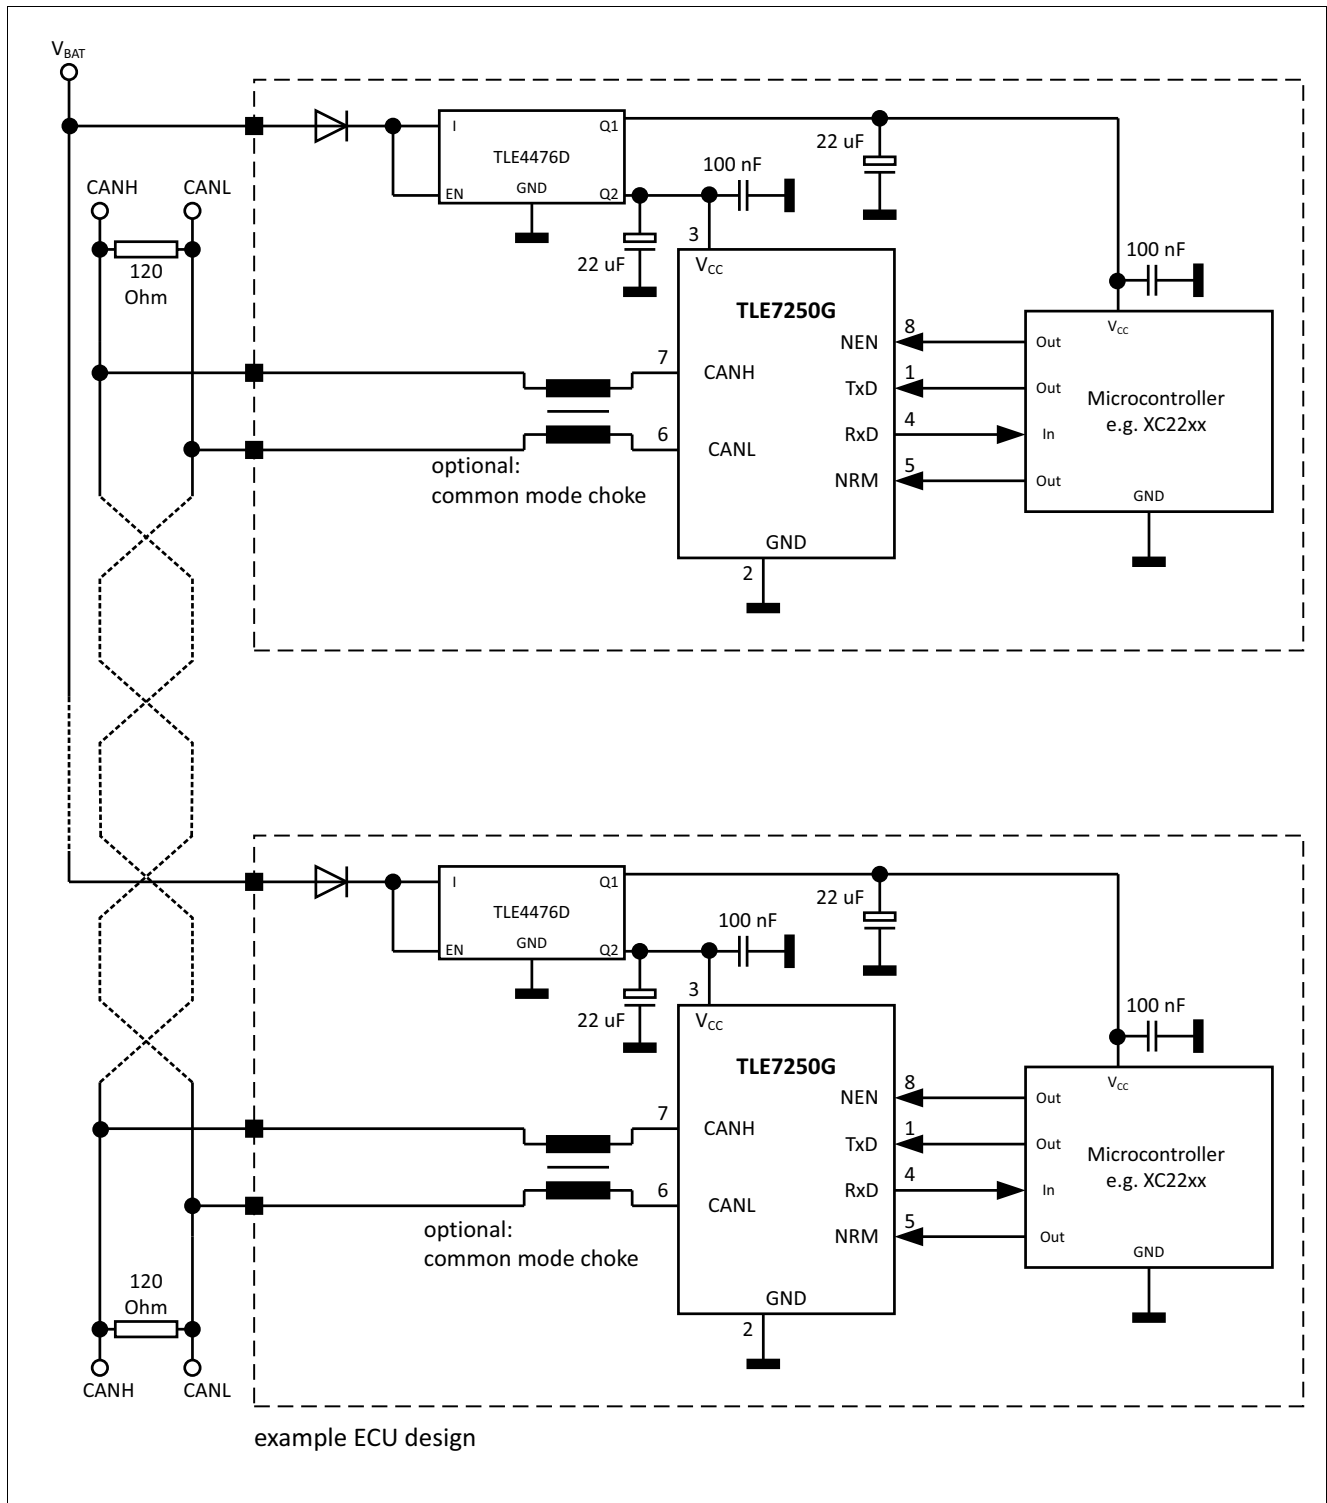 VBAT
CANH
CANL
120
Ohm
I
Q1
TLE4476D
EN
GND
Q2
22 uF
100 nF
22 uF
100 nF
3
VCC
TLE7250G
7
CANH
6
CANL
optional:
common mode choke
NEN
8
TxD
1
RxD
4
NRM
5
GND
2
VCC
Out
Out
In
Out
Microcontroller
e.g. XC22xx
GND
I
Q1
TLE4476D
EN
GND
Q2
22 uF
100 nF
22 uF
100 nF
3
VCC
TLE7250G
7
CANH
6
CANL
optional:
common mode choke
NEN
8
TxD
1
RxD
4
NRM
5
GND
2
VCC
Out
Out
In
Out
Microcontroller
e.g. XC22xx
GND
120
Ohm
CANH
CANL
example ECU design